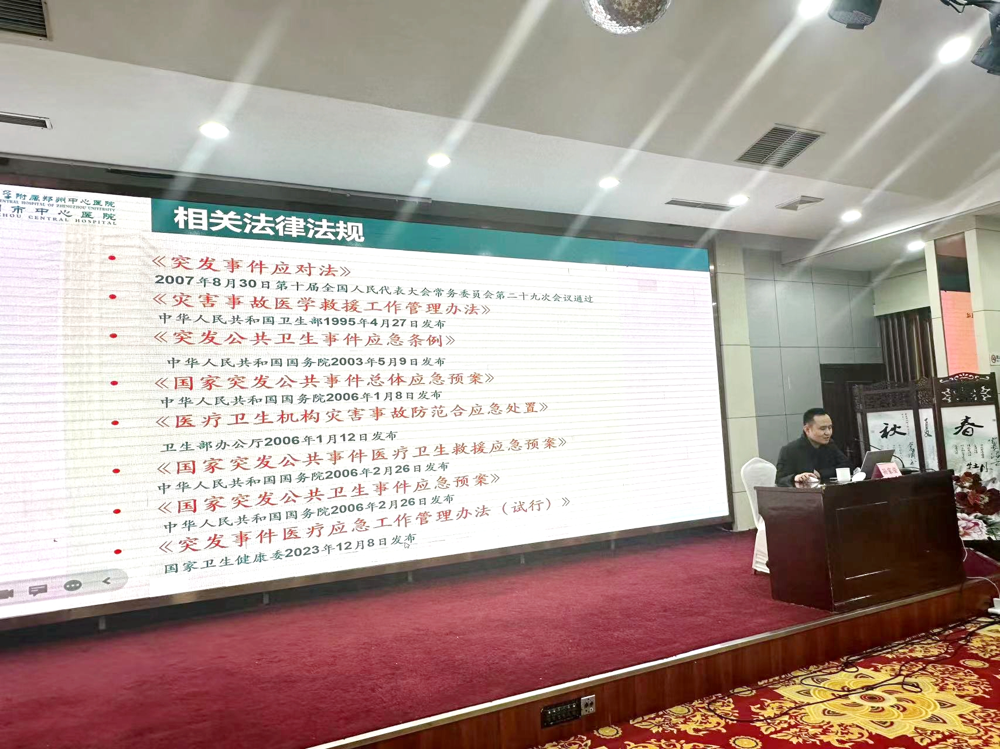 学附属郑州中心医院
CENTRAL HOSPITAL OF ZHENGZHOU UNIVERSITY
市中心医院
CENTRAL HOSPITAL
相关法律法规
《突发事件应对法》
2007年8月30日第十届全国人民代表大会常务委员会第二十九次会议通过
《灾害事故医学救援工作管理办法》
中华人民共和国卫生部1995年4月27日发布
《突发公共卫生事件应急条例》
中华人民共和国国务院2003年5月9日发布
《国家突发公共事件总体应急预案》
中华人民共和国国务院2006年1月8日发布
《医疗卫生机构灾害事故防范合应急处置》
卫生部办公厅2006年1月12日发布
《国家突发公共事件医疗卫生救援应急预案》
中华人民共和国国务院2006年2月26日发布
《国家突发公共卫生事件应急预案》
中华人民共和国国务院2006年2月26日发布
《突发事件医疗应急工作管理办法（试行）》
国家卫生健康委2023年12月8日发布
秋
春
牡丹